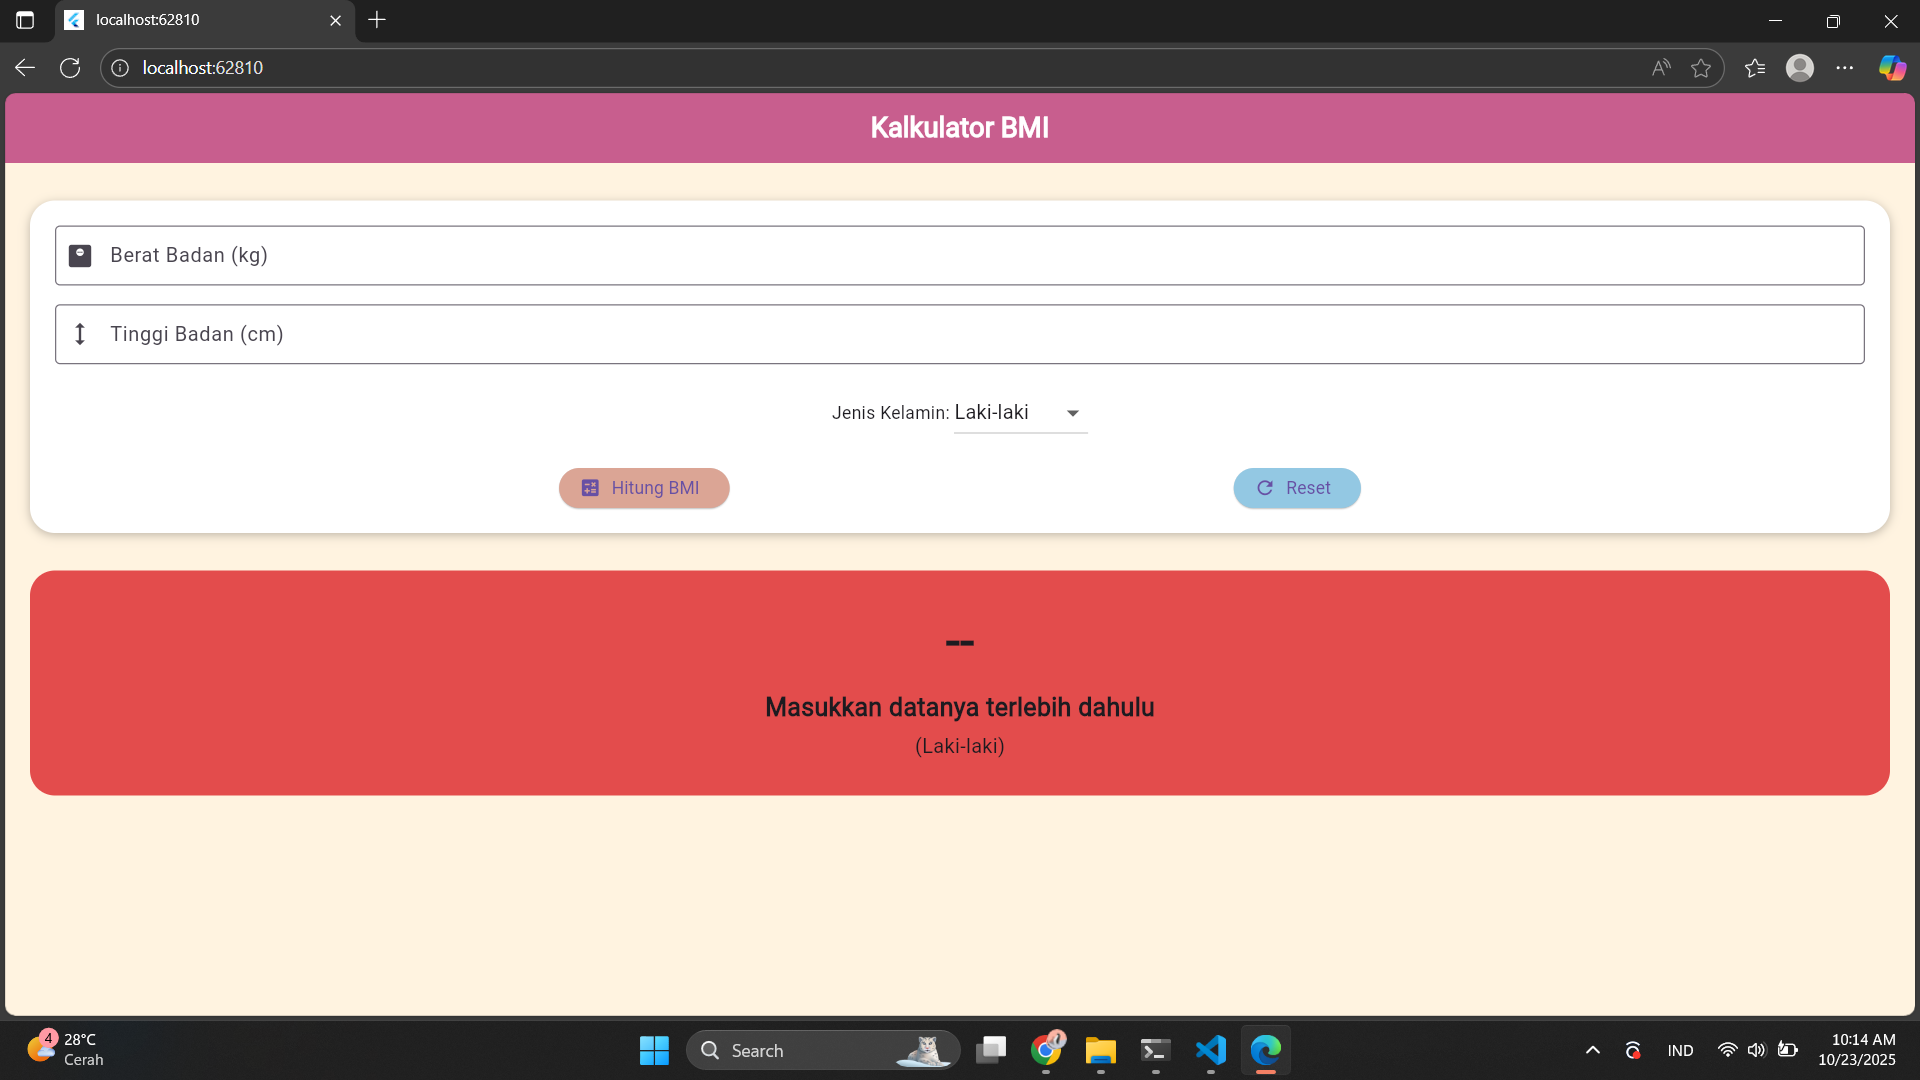 localhost:62810
localhost:62810
Kalkulator BMI
Berat Badan (kg)
Tinggi Badan (cm)
Jenis Kelamin: Laki-laki
Hitung BMI
Reset
--
Masukkan datanya terlebih dahulu
(Laki-laki)
4
28°C
Cerah
Search
IND
10:14 AM
10/23/2025